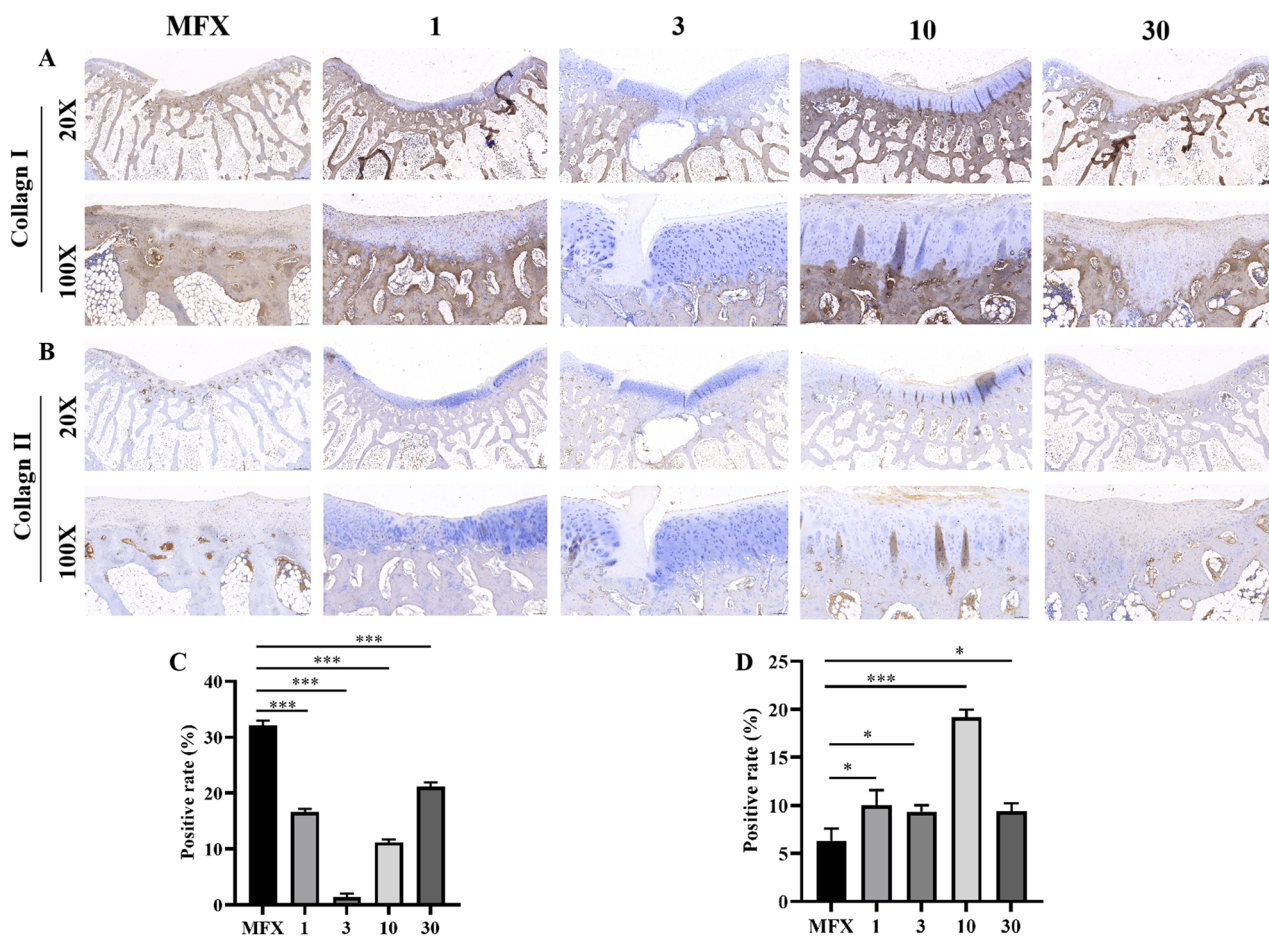 MFX 1 3 10 30
A
Collagn I
20X
100X
B
Collagn II
20X
100X
C
***
***
***
***
Positive rate (%)
40
30
20
10
0
MFX 1 3 10 30
D
*
***
*
*
Positive rate (%)
25
20
15
10
5
0
MFX 1 3 10 30